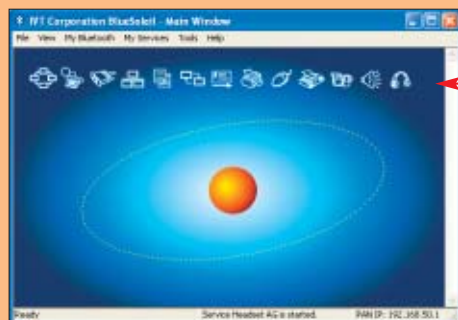 IVT Corporation BlueSoleil - Main Window
File View My Bluetooth My Services Tools Help
Ready Service Headset AG is started. PAN IP: 192.168.50.1